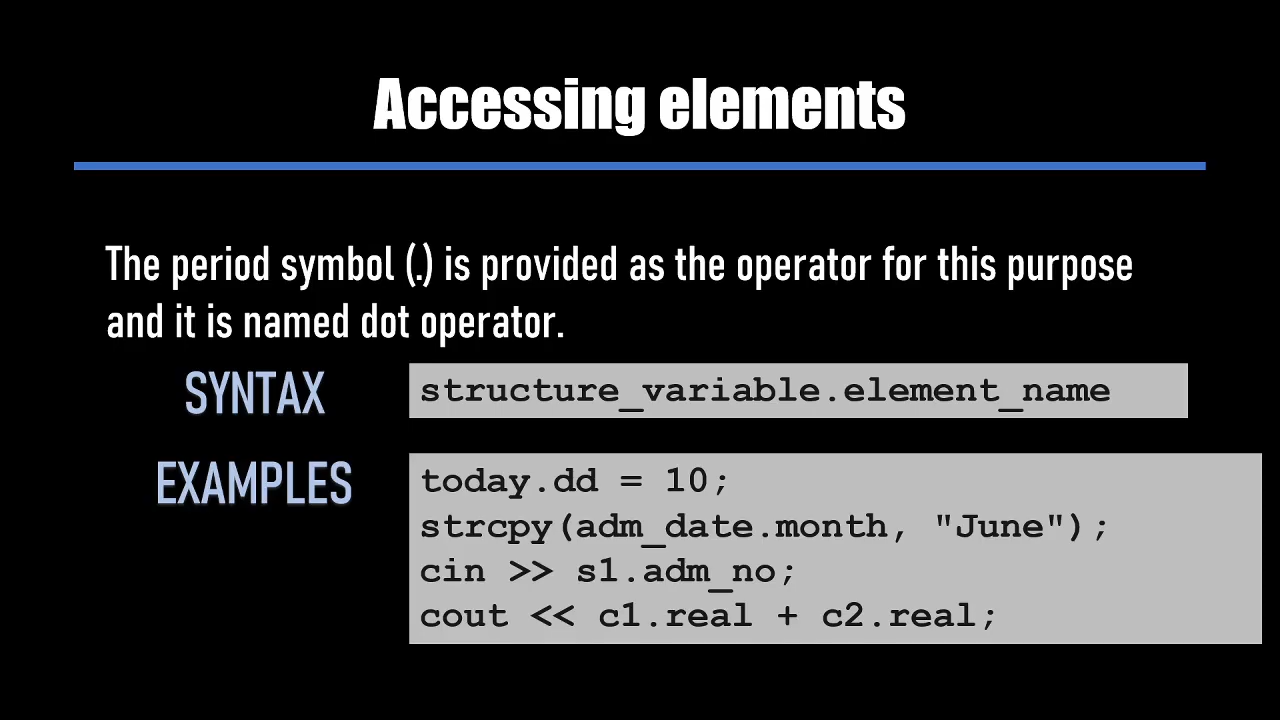 Accessing elements
The period symbol (.) is provided as the operator for this purpose
and it is named dot operator.
SYNTAX
structure_variable.element_name
EXAMPLES
today.dd = 10;
strcpy(adm_date.month, "June");
cin >> s1.adm_no;
cout << c1.real + c2.real;